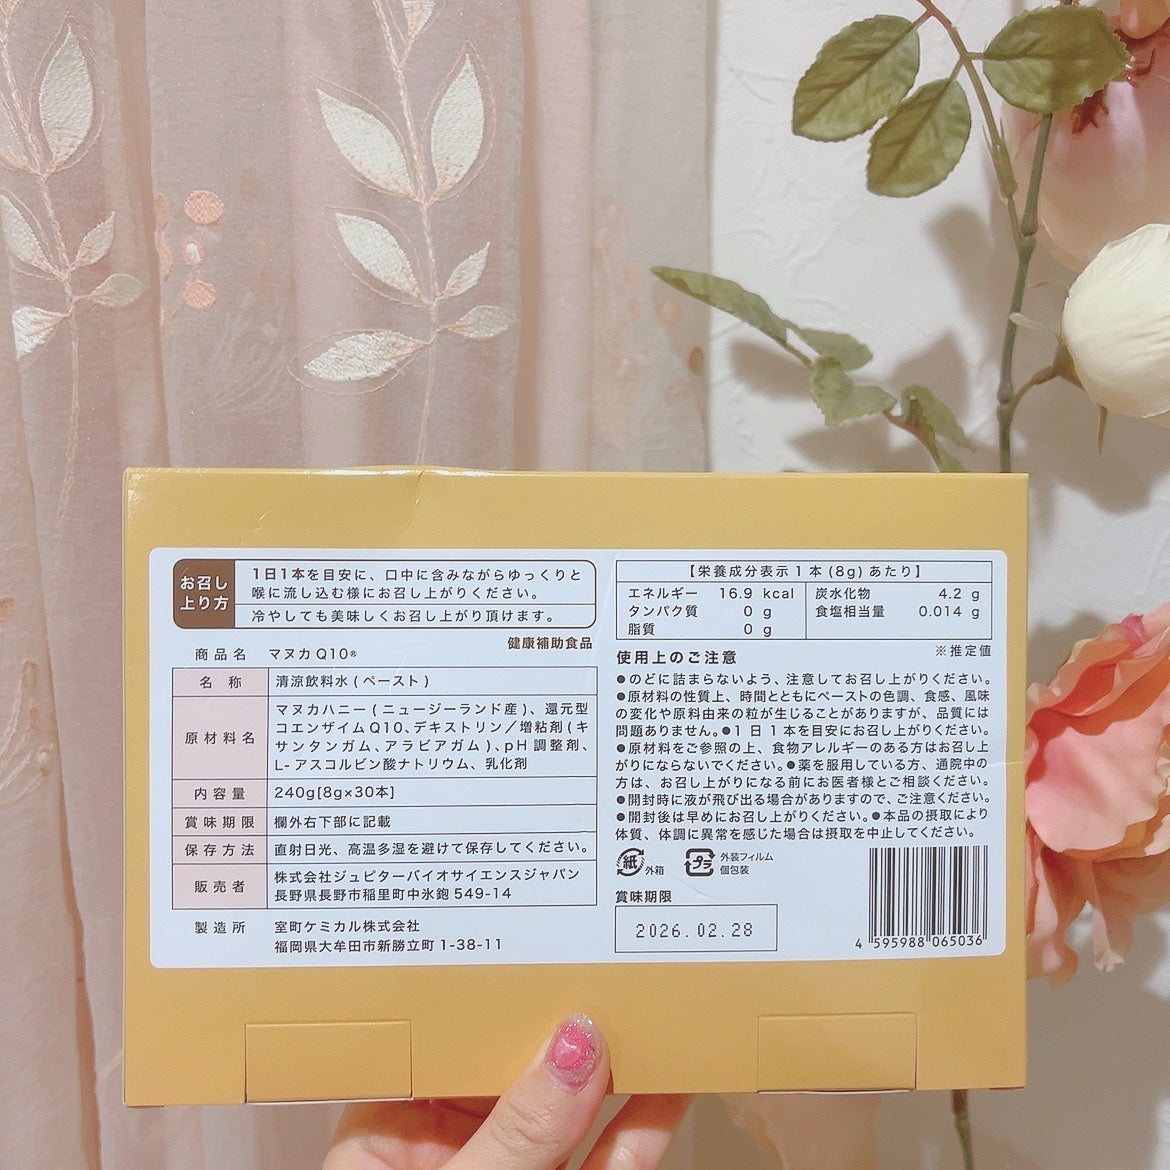 お召し
上り方
1日1本を目安に、口中に含みながらゆっくりと
喉に流し込む様にお召し上がりください。
冷やしても美味しくお召し上がり頂けます。
健康補助食品
商品名 マヌカQ10®
名称 清涼飲料水(ペースト)
原材料名 マヌカハニー(ニュージーランド産)、還元型
コエンザイムQ10、デキストリン/増粘剤(キ
サンタンガム、アラビアガム)、pH調整剤、
L-アスコルビン酸ナトリウム、乳化剤
内容量 240g[8g×30本]
賞味期限 欄外右下部に記載
保存方法 直射日光、高温多湿を避けて保存してください。
販売者 株式会社ジュピターバイオサイエンスジャパン
長野県長野市稲里町中氷鉋549-14
製造所 室町ケミカル株式会社
福岡県大牟田市新勝立町1-38-11
【栄養成分表示1本(8g)あたり】
エネルギー 16.9 kcal 炭水化物 4.2 g
タンパク質 0 g 食塩相当量 0.014 g
脂質 0 g
※推定値
使用上のご注意
●のどに詰まらないよう、注意してお召し上がりください。
●原材料の性質上、時間とともにペーストの色調、食感、風味
の変化や原料由来の粒が生じることがありますが、品質には
問題ありません。●1日1本を目安にお召し上がりください。
●原材料をご参照の上、食物アレルギーのある方はお召し上
がりにならないでください。●薬を服用している方、通院中の
方は、お召し上がりになる前にお医者様とご相談ください。
●開封時に液が飛び出る場合がありますので、ご注意ください。
●開封後は早めにお召し上がりください。●本品の摂取により
体質、体調に異常を感じた場合は摂取を中止してください。
紙 外箱 プラ 外装フィルム
個包装
賞味期限
2026.02.28
4 595988 065036